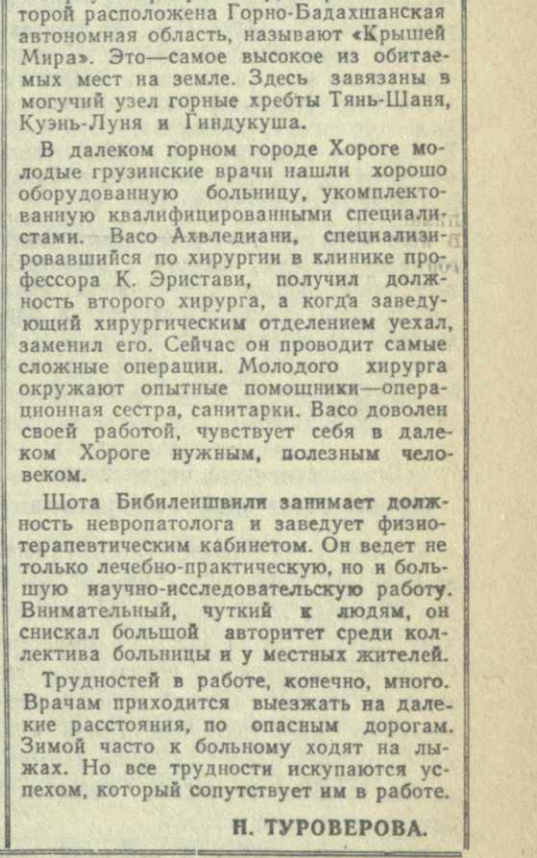 торой расположена Горно-Бадахшанская
автономная область, называют «Крышей
Мира». Это—самое высокое из обитае-
мых мест на земле. Здесь завязаны в
могучий узел горные хребты Тянь-Шаня,
Куэнь-Луня и Гиндукуша.
В далеком горном городе Хороге мо-
лодые грузинские врачи нашли хорошо
оборудованную больницу, укомплекто-
ванную квалифицированными специали-
стами. Васо Ахвледиани, специализи-
ровавшийся по хирургии в клинике про-
фессора К. Эристави, получил долж-
ность второго хирурга, а когда заведу-
ющий хирургическим отделением уехал,
заменил его. Сейчас он проводит самые
сложные операции. Молодого хирурга
окружают опытные помощники—опера-
ционная сестра, санитарки. Васо доволен
своей работой, чувствует себя в дале-
ком Хороге нужным, полезным чело-
веком.
Шота Бибилеишвили занимает долж-
ность невропатолога и заведует физио-
терапевтическим кабинетом. Он ведет не
только лечебно-практическую, но и боль-
шую научно-исследовательскую работу.
Внимательный, чуткий к людям, он
снискал большой авторитет среди кол-
лектива больницы и у местных жителей.
Трудностей в работе, конечно, много.
Врачам приходится выезжать на дале-
кие расстояния, по опасным дорогам.
Зимой часто к больному ходят на лы-
жах. Но все трудности искупаются ус-
пехом, который сопутствует им в работе.
Н. ТУРОВЕРОВА.